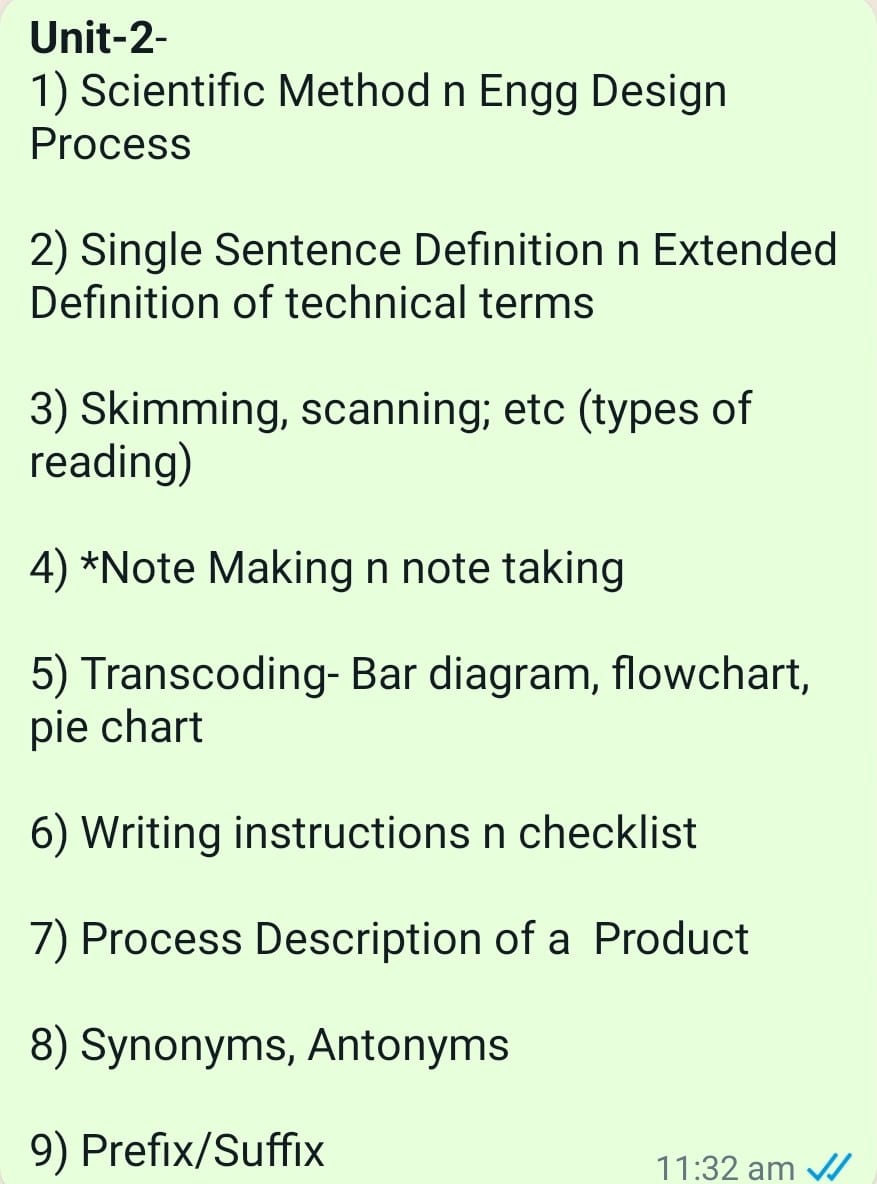 Unit-2-
1) Scientific Method n Engg Design
Process
2) Single Sentence Definition n Extended
Definition of technical terms
3) Skimming, scanning; etc (types of
reading)
4) *Note Making n note taking
5) Transcoding- Bar diagram, flowchart,
pie chart
6) Writing instructions n checklist
7) Process Description of a  Product
8) Synonyms, Antonyms
9) Prefix/Suffix
11:32 am